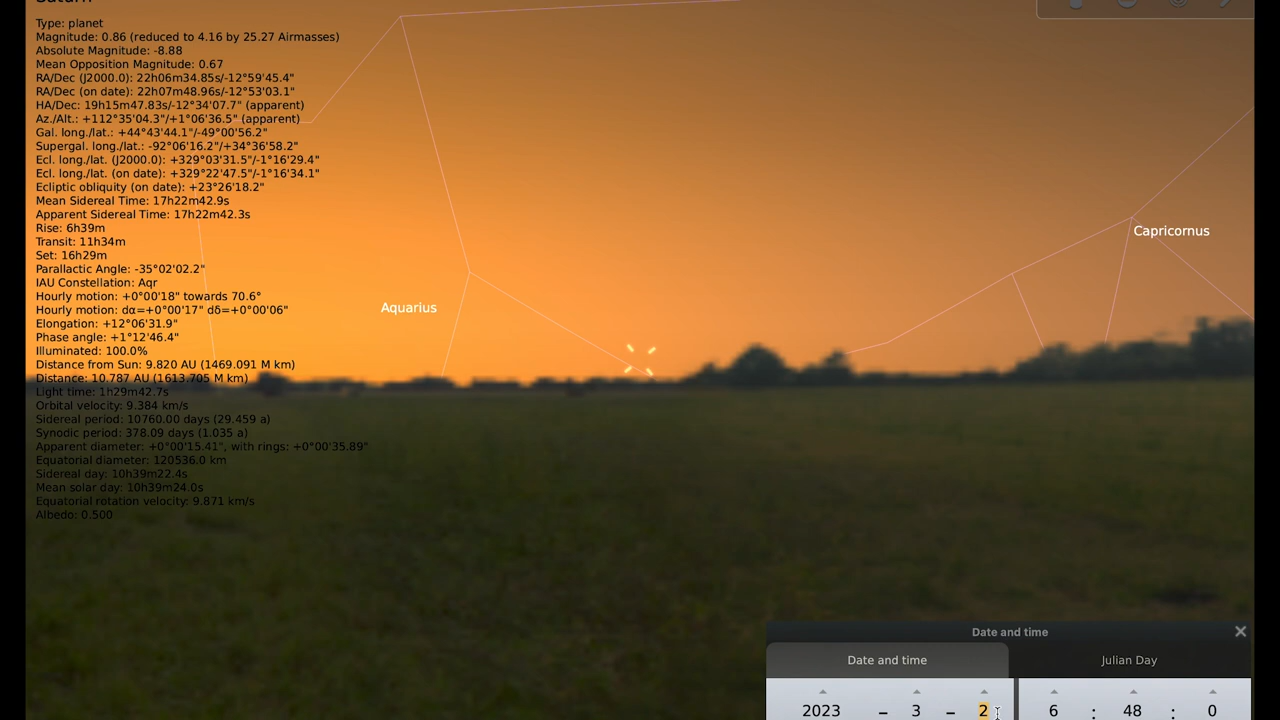 Saturn
Type: planet
Magnitude: 0.86 (reduced to 4.16 by 25.27 Airmasses)
Absolute Magnitude: -8.88
Mean Opposition Magnitude: 0.67
RA/Dec (J2000.0): 22h06m34.85s/-12°59'45.4"
RA/Dec (on date): 22h07m48.96s/-12°53'03.1"
HA/Dec: 19h15m47.83s/-12°34'07.7" (apparent)
Az./Alt.: +112°35'04.3"/+1°06'36.5" (apparent)
Gal. long./lat.: +44°43'44.1"/-49°00'56.2"
Supergal. long./lat.: -92°06'16.2"/+34°36'58.2"
Ecl. long./lat. (J2000.0): +329°03'31.5"/-1°16'29.4"
Ecl. long./lat. (on date): +329°22'47.5"/-1°16'34.1"
Ecliptic obliquity (on date): +23°26'18.2"
Mean Sidereal Time: 17h22m42.9s
Apparent Sidereal Time: 17h22m42.3s
Rise: 6h39m
Transit: 11h34m
Set: 16h29m
Parallactic Angle: -35°02'02.2"
IAU Constellation: Aqr
Hourly motion: +0°00'18" towards 70.6°
Hourly motion: dα=+0°00'17" dδ=+0°00'06"
Elongation: +12°06'31.9"
Phase angle: +1°12'46.4"
Illuminated: 100.0%
Distance from Sun: 9.820 AU (1469.091 M km)
Distance: 10.787 AU (1613.705 M km)
Light time: 1h29m42.7s
Orbital velocity: 9.384 km/s
Sidereal period: 10760.00 days (29.459 a)
Synodic period: 378.09 days (1.035 a)
Apparent diameter: +0°00'15.41", with rings: +0°00'35.89"
Equatorial diameter: 120536.0 km
Sidereal day: 10h39m22.4s
Mean solar day: 10h39m24.0s
Equatorial rotation velocity: 9.871 km/s
Albedo: 0.500
Capricornus
Aquarius
Date and time
Date and time Julian Day
2023 – 3 – 2 6 : 48 : 0